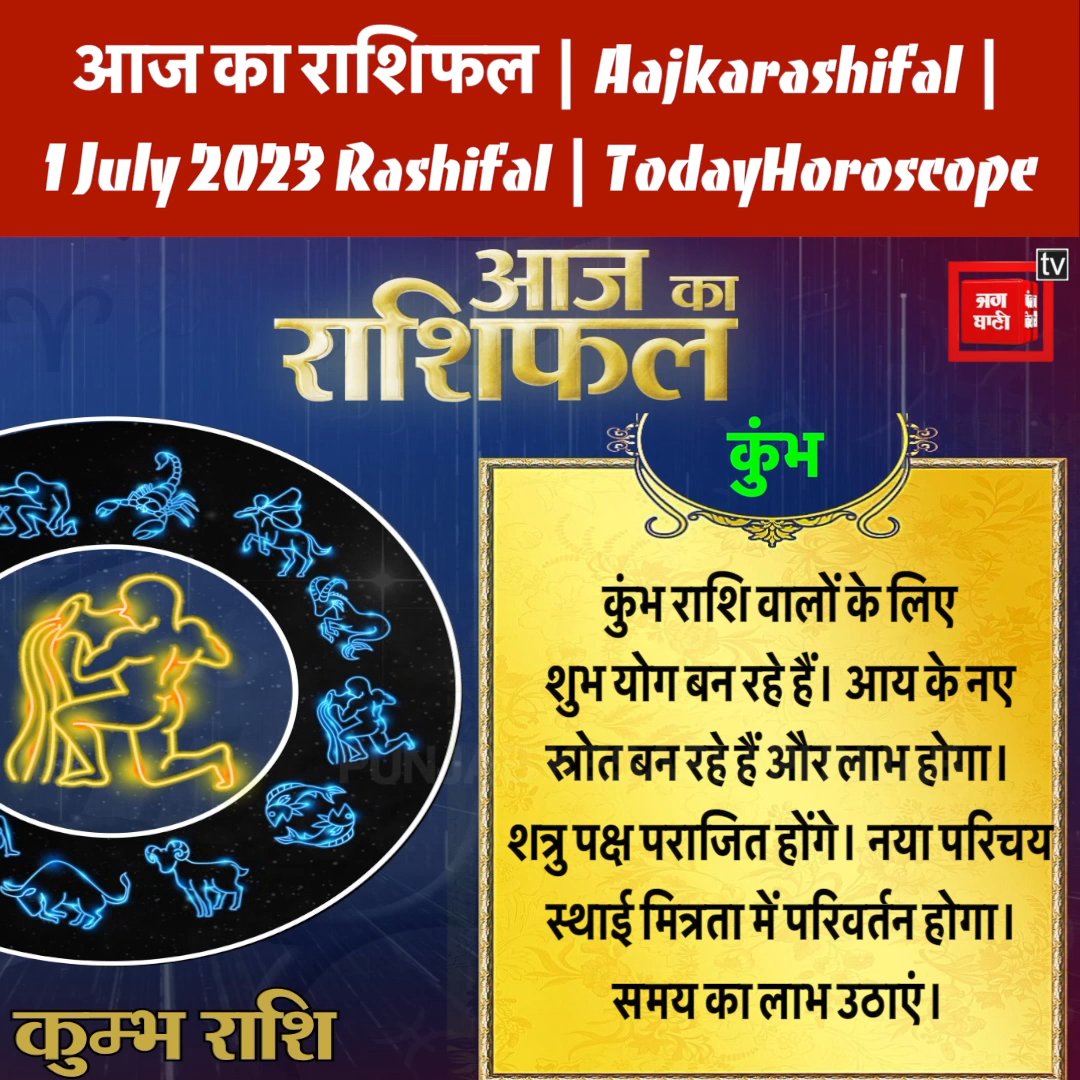 आज का राशिफल | Aajkarashifal |
1 July 2023 Rashifal | TodayHoroscope
आज का
राशिफल
tv
कुंभ
कुंभ राशि वालों के लिए
शुभ योग बन रहे हैं। आय के नए
स्त्रोत बन रहे हैं और लाभ होगा।
शत्रु पक्ष पराजित होंगे। नया परिचय
स्थाई मित्रता में परिवर्तन होगा।
समय का लाभ उठाएं।
कुम्भ राशि